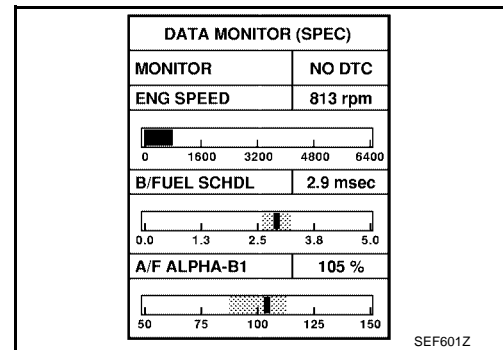 DATA MONITOR (SPEC)
MONITOR NO DTC
ENG SPEED 813 rpm
0 1600 3200 4800 6400
B/FUEL SCHDL 2.9 msec
0.0 1.3 2.5 3.8 5.0
A/F ALPHA-B1 105 %
50 75 100 125 150
SEF601Z